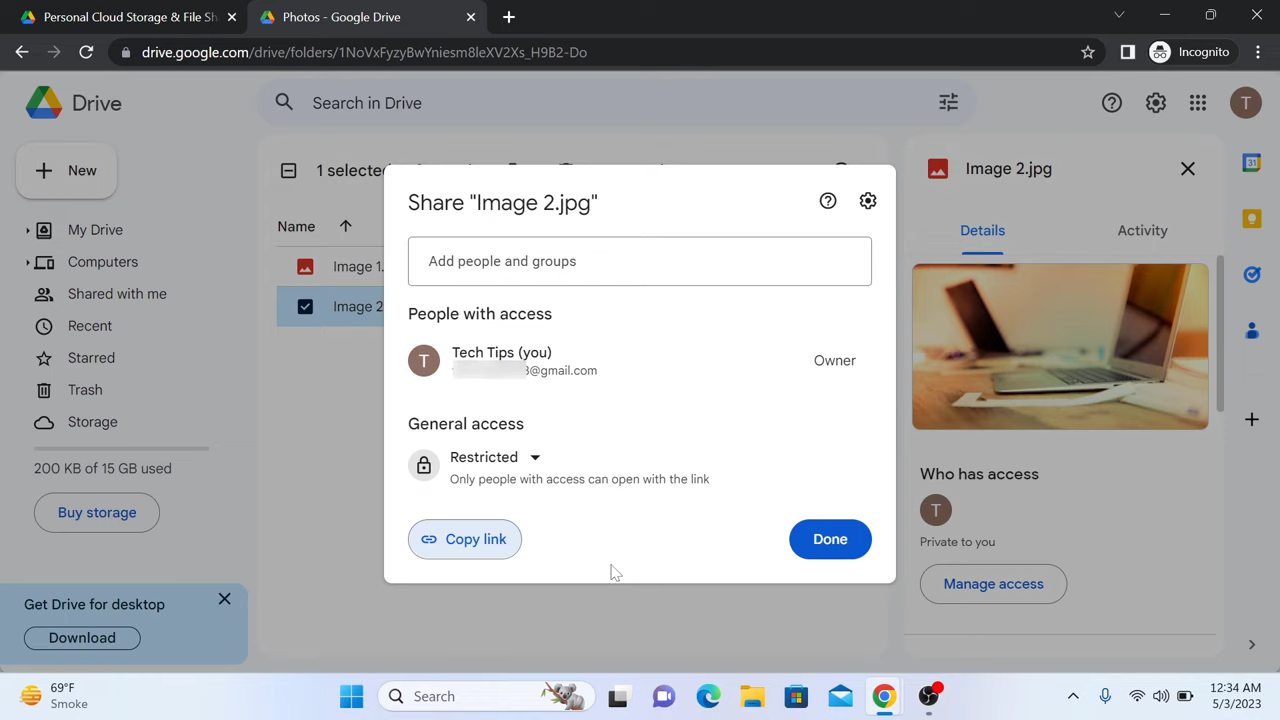 Personal Cloud Storage & File Sh
Photos - Google Drive
drive.google.com/drive/folders/1NoVxFyzyBwYniesm8leXV2Xs_H9B2-Do
Incognito
Drive
Search in Drive
T
New
1 selected
Image 2.jpg
Share "Image 2.jpg"
My Drive
Name
Details
Activity
Computers
Add people and groups
Image 1.
Shared with me
Image 2
People with access
Recent
T
Tech Tips (you)
Owner
3@gmail.com
Starred
Trash
Storage
General access
Restricted
Only people with access can open with the link
200 KB of 15 GB used
Who has access
T
Buy storage
Copy link
Done
Private to you
Manage access
Get Drive for desktop
Download
69°F
Smoke
Search
12:34 AM
5/3/2023